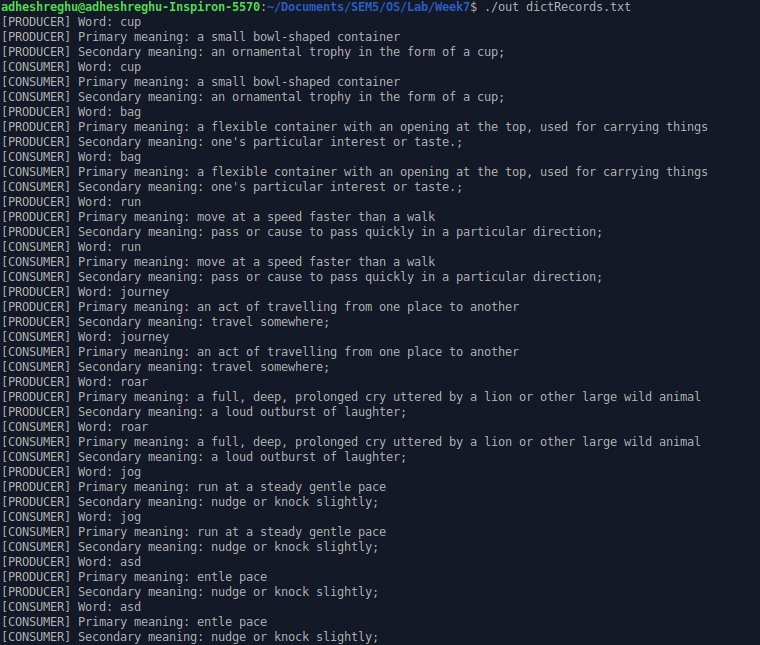 adheshreghu@adheshreghu-Inspiron-5570:~/Documents/SEM5/OS/Lab/Week7$ ./out dictRecords.txt
[PRODUCER] Word: cup
[PRODUCER] Primary meaning: a small bowl-shaped container
[PRODUCER] Secondary meaning: an ornamental trophy in the form of a cup;
[CONSUMER] Word: cup
[CONSUMER] Primary meaning: a small bowl-shaped container
[CONSUMER] Secondary meaning: an ornamental trophy in the form of a cup;
[PRODUCER] Word: bag
[PRODUCER] Primary meaning: a flexible container with an opening at the top, used for carrying things
[PRODUCER] Secondary meaning: one's particular interest or taste.;
[CONSUMER] Word: bag
[CONSUMER] Primary meaning: a flexible container with an opening at the top, used for carrying things
[CONSUMER] Secondary meaning: one's particular interest or taste.;
[PRODUCER] Word: run
[PRODUCER] Primary meaning: move at a speed faster than a walk
[PRODUCER] Secondary meaning: pass or cause to pass quickly in a particular direction;
[CONSUMER] Word: run
[CONSUMER] Primary meaning: move at a speed faster than a walk
[CONSUMER] Secondary meaning: pass or cause to pass quickly in a particular direction;
[PRODUCER] Word: journey
[PRODUCER] Primary meaning: an act of travelling from one place to another
[PRODUCER] Secondary meaning: travel somewhere;
[CONSUMER] Word: journey
[CONSUMER] Primary meaning: an act of travelling from one place to another
[CONSUMER] Secondary meaning: travel somewhere;
[PRODUCER] Word: roar
[PRODUCER] Primary meaning: a full, deep, prolonged cry uttered by a lion or other large wild animal
[PRODUCER] Secondary meaning: a loud outburst of laughter;
[CONSUMER] Word: roar
[CONSUMER] Primary meaning: a full, deep, prolonged cry uttered by a lion or other large wild animal
[CONSUMER] Secondary meaning: a loud outburst of laughter;
[PRODUCER] Word: jog
[PRODUCER] Primary meaning: run at a steady gentle pace
[PRODUCER] Secondary meaning: nudge or knock slightly;
[CONSUMER] Word: jog
[CONSUMER] Primary meaning: run at a steady gentle pace
[CONSUMER] Secondary meaning: nudge or knock slightly;
[PRODUCER] Word: asd
[PRODUCER] Primary meaning: entle pace
[PRODUCER] Secondary meaning: nudge or knock slightly;
[CONSUMER] Word: asd
[CONSUMER] Primary meaning: entle pace
[CONSUMER] Secondary meaning: nudge or knock slightly;